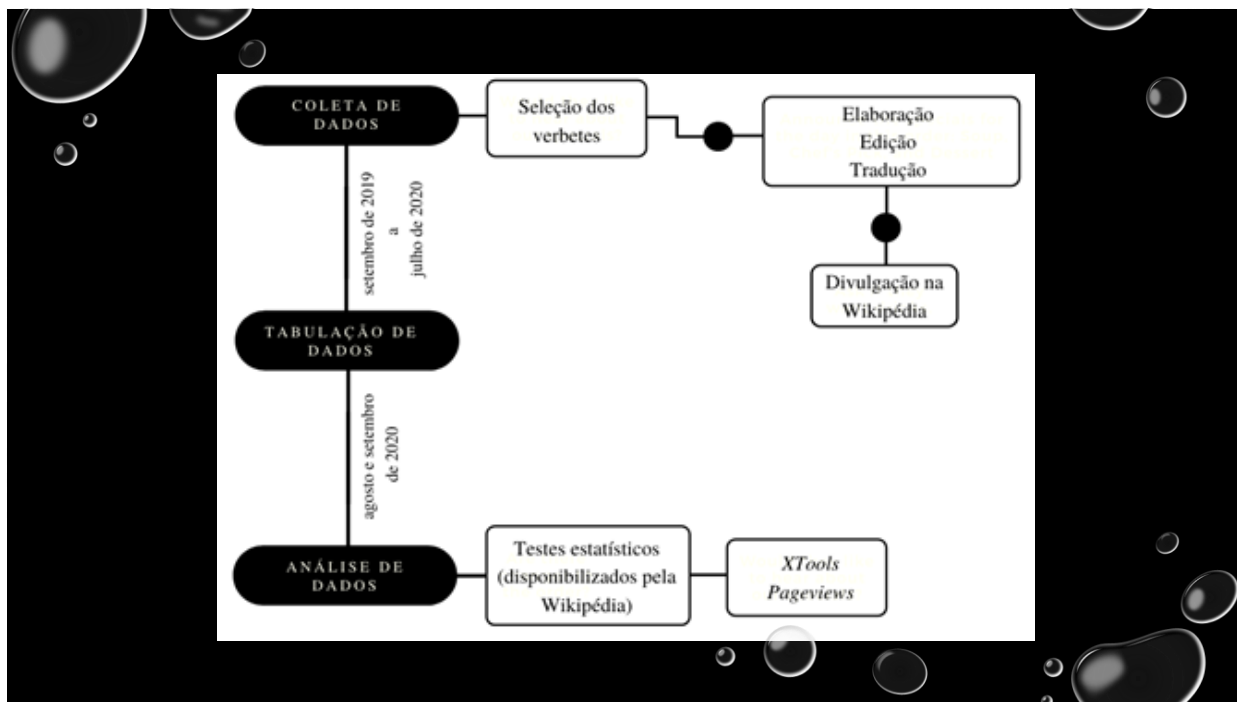 COLETA DE
DADOS
Seleção dos
verbetes
Elaboração
Edição
Tradução
Divulgação na
Wikipédia
setembro de 2019
a
julho de 2020
TABULAÇÃO DE
DADOS
agosto e setembro
de 2020
ANÁLISE DE
DADOS
Testes estatísticos
(disponibilizados pela
Wikipédia)
XTools
Pageviews